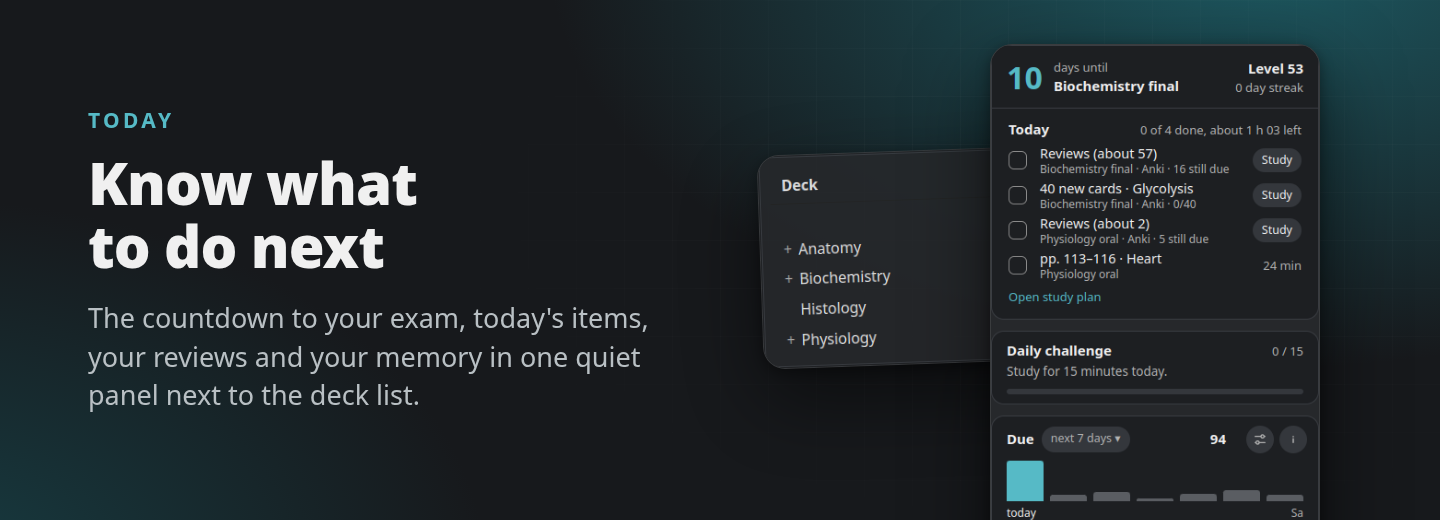 TODAY
Know what
to do next
The countdown to your exam, today's items,
your reviews and your memory in one quiet
panel next to the deck list.
Deck
+ Anatomy
+ Biochemistry
Histology
+ Physiology
10 days until
Biochemistry final
Level 53
0 day streak
Today 0 of 4 done, about 1 h 03 left
Reviews (about 57)
Biochemistry final · Anki · 16 still due
Study
40 new cards · Glycolysis
Biochemistry final · Anki · 0/40
Study
Reviews (about 2)
Physiology oral · Anki · 5 still due
Study
pp. 113–116 · Heart
Physiology oral
24 min
Open study plan
Daily challenge 0 / 15
Study for 15 minutes today.
Due next 7 days ▾ 94 i
today Sa